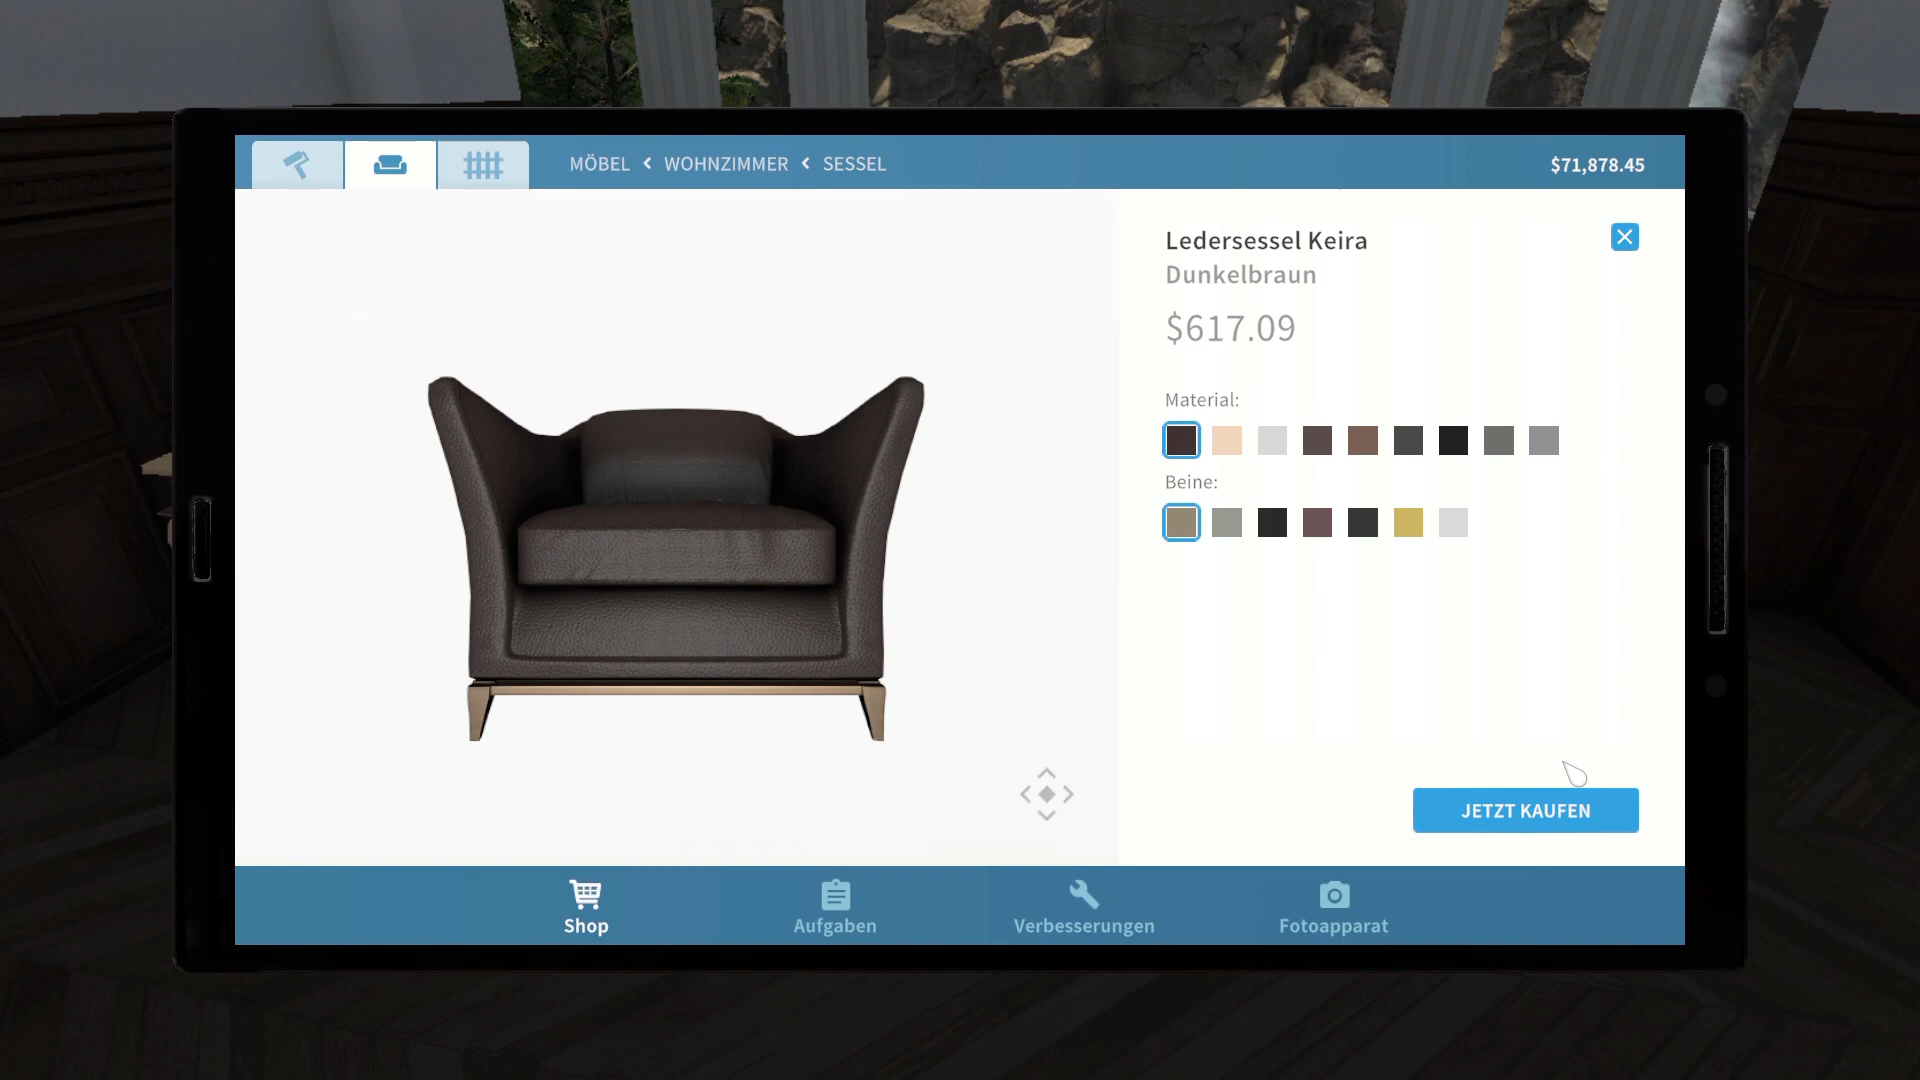 MÖBEL < WOHNZIMMER < SESSEL
$71,878.45
Ledersessel Keira
Dunkelbraun
$617.09
Material:
Beine:
JETZT KAUFEN
Shop
Aufgaben
Verbesserungen
Fotoapparat